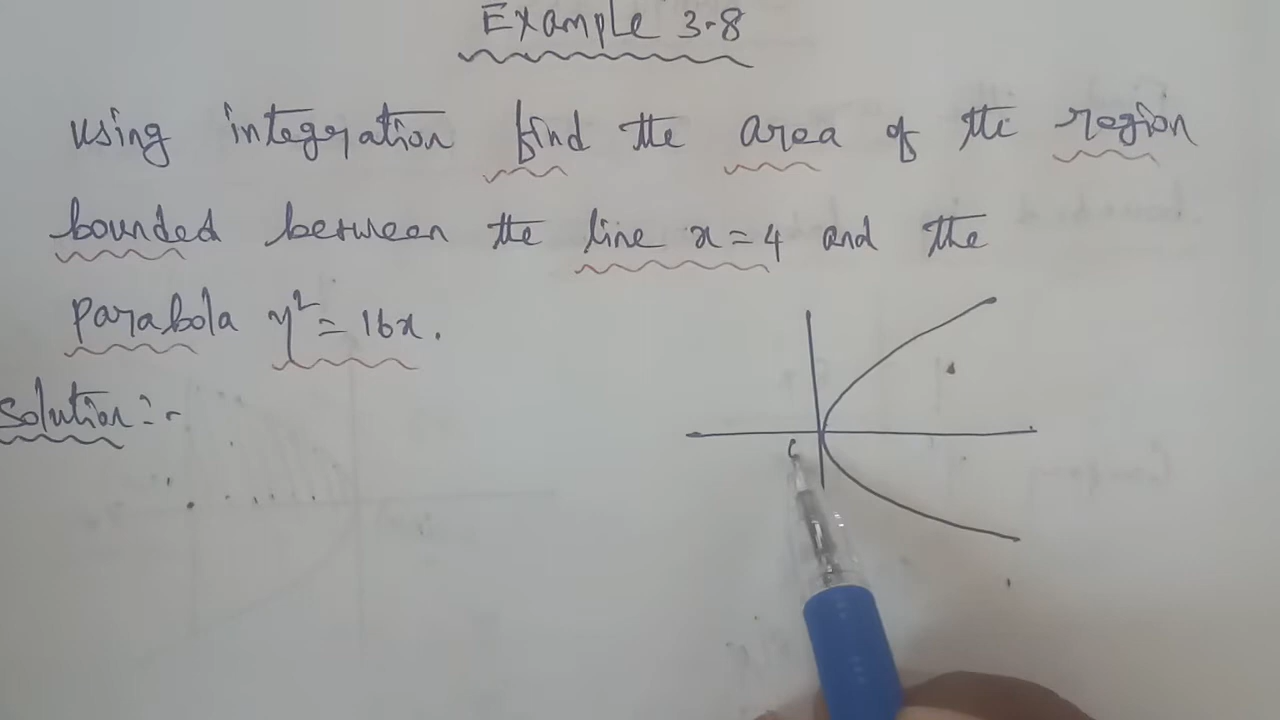 Example 3.8
using integration find the area of the region
bounded between the line x=4 and the
parabola y²=16x.
Solution:-